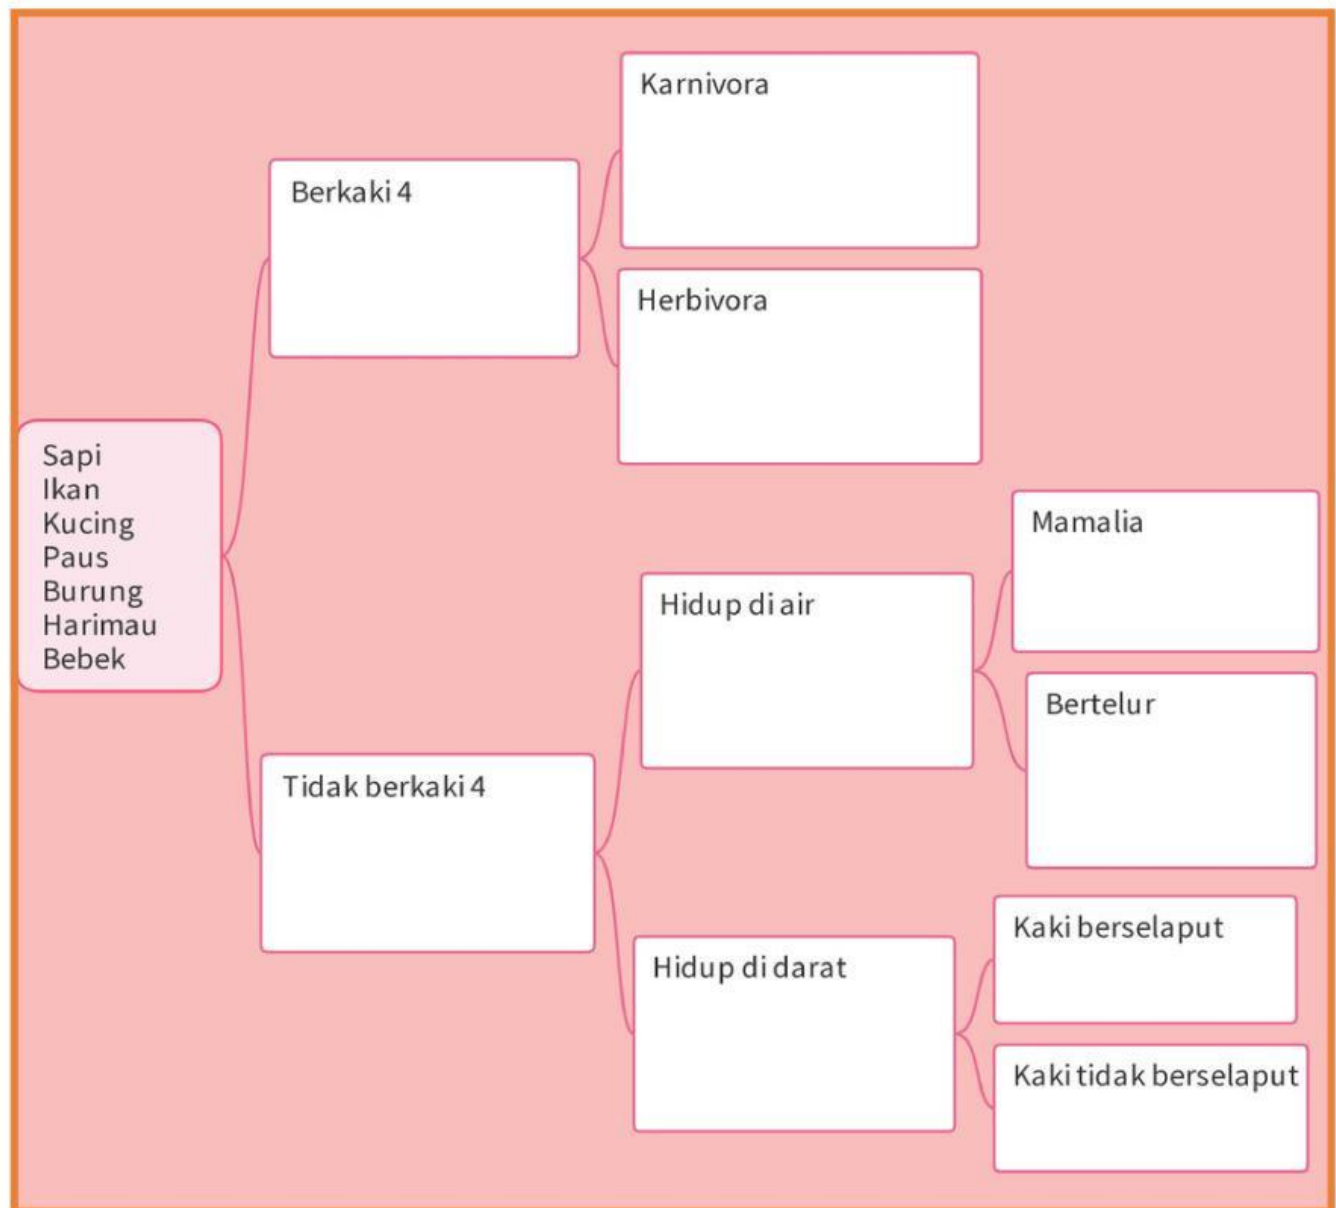 Sapi
Ikan
Kucing
Paus
Burung
Harimau
Bebek
Berkaki 4
Karnivora
Herbivora
Tidak berkaki 4
Hidup di air
Mamalia
Bertelur
Hidup di darat
Kaki berselaput
Kaki tidak berselaput